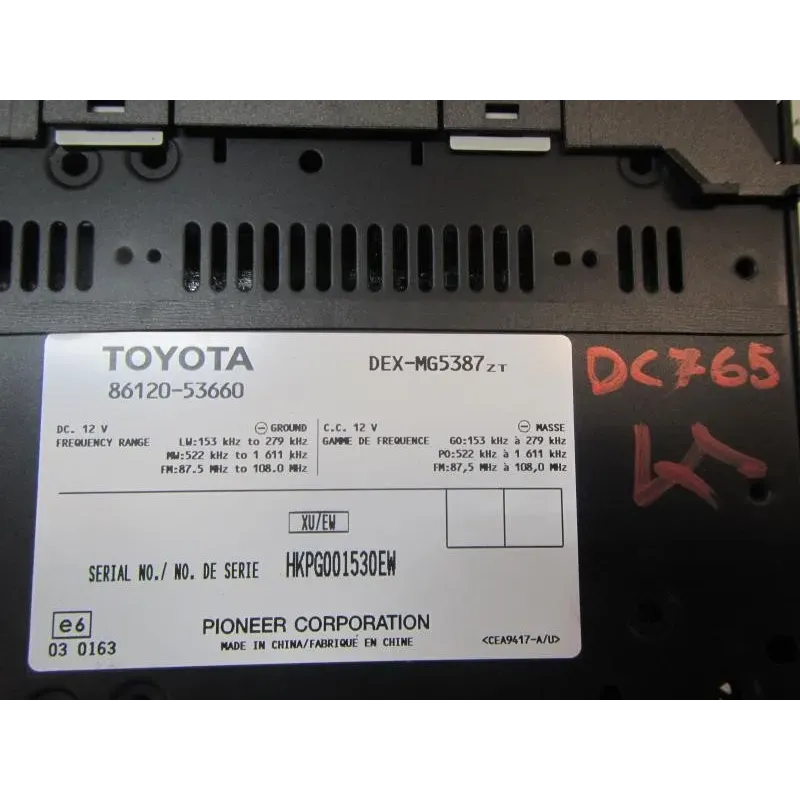 TOYOTA
86120-53660
DEX-MG5387ZT
DC. 12 V ⊖ GROUND
FREQUENCY RANGE LW:153 kHz to 279 kHz
MW:522 kHz to 1 611 kHz
FM:87.5 MHz to 108.0 MHz
C.C. 12 V ⊖ MASSE
GAMME DE FREQUENCE GO:153 kHz à 279 kHz
PO:522 kHz à 1 611 kHz
FM:87,5 MHz à 108,0 MHz
XU/EW
SERIAL NO./ NO. DE SERIE HKPG001530EW
e6
03 0163
PIONEER CORPORATION
MADE IN CHINA/FABRIQUÉ EN CHINE
<CEA9417-A/U>
DC765